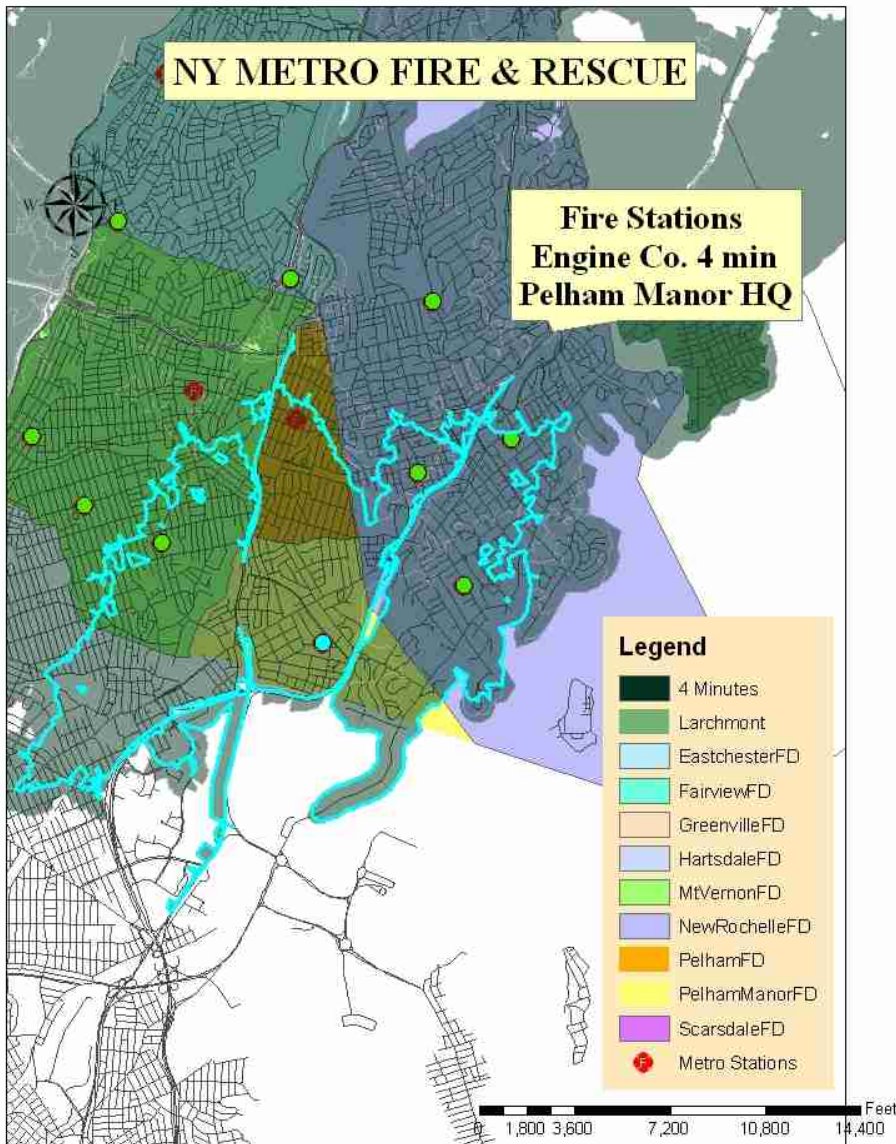 NY METRO FIRE & RESCUE
Fire Stations
Engine Co. 4 min
Pelham Manor HQ
W
E
S
Legend
4 Minutes
Larchmont
EastchesterFD
FairviewFD
GreenvilleFD
HartsdaleFD
MtVernonFD
NewRochelleFD
PelhamFD
PelhamManorFD
ScarsdaleFD
F Metro Stations
Feet
0 1,800 3,600 7,200 10,800 14,400